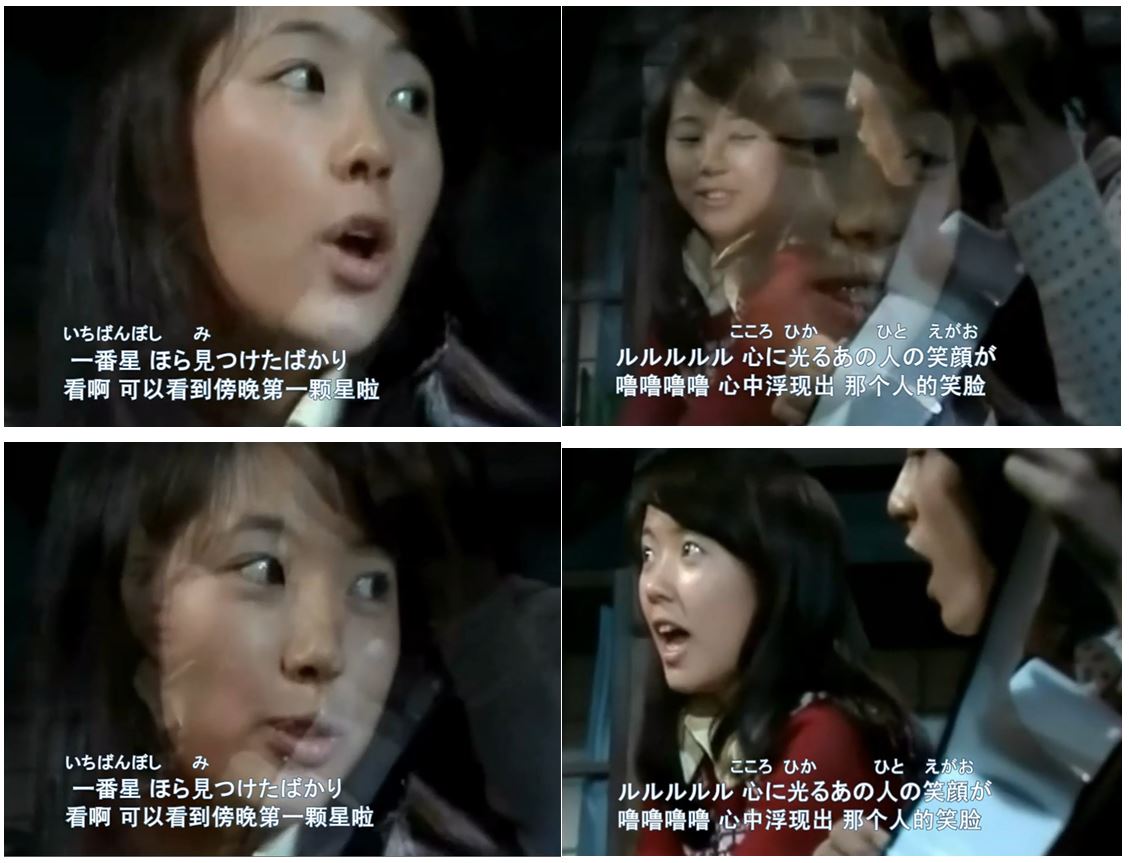 いちばんぼし み
一番星 ほら見つけたばかり
看啊 可以看到傍晚第一颗星啦
こころ ひか ひと えがお
ルルルルル 心に光るあの人の笑顔が
噜噜噜噜 心中浮现出 那个人的笑脸
いちばんぼし み
一番星 ほら見つけたばかり
看啊 可以看到傍晚第一颗星啦
こころ ひか ひと えがお
ルルルルル 心に光るあの人の笑顔が
噜噜噜噜 心中浮现出 那个人的笑脸